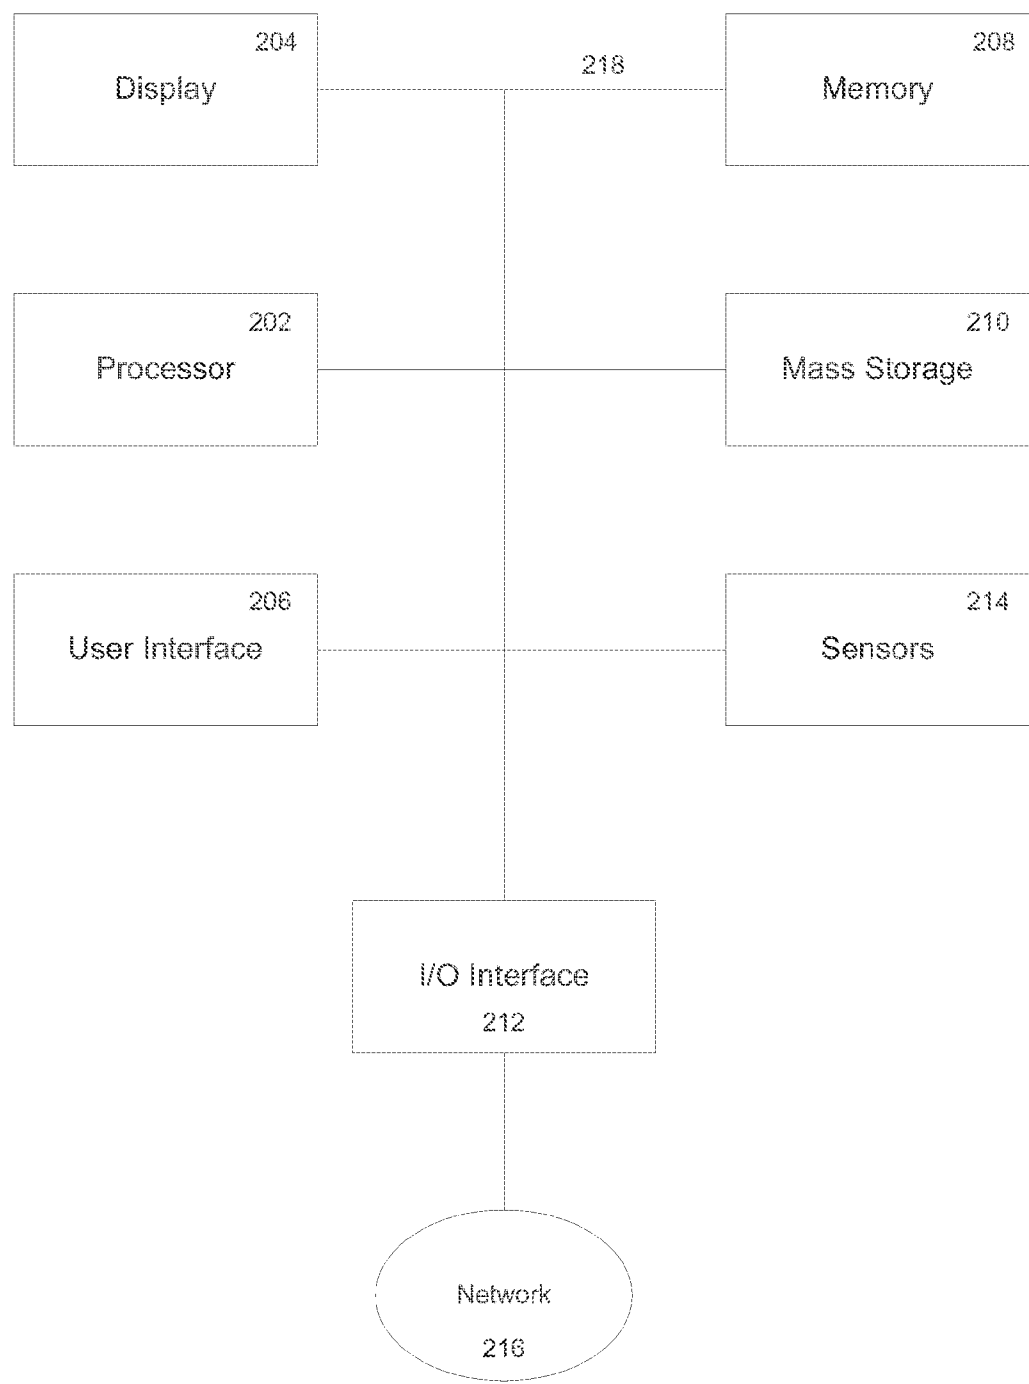 204
Display
218
208
Memory
202
Processor
210
Mass Storage
206
User Interface
214
Sensors
I/O Interface
212
Network
216